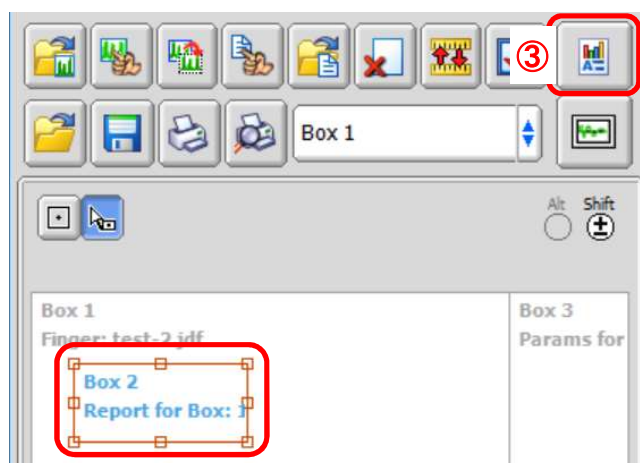 ③
Box 1
Alt Shift
Box 1
Finger: test-2.jdf
Box 3
Params for
Box 2
Report for Box: 1